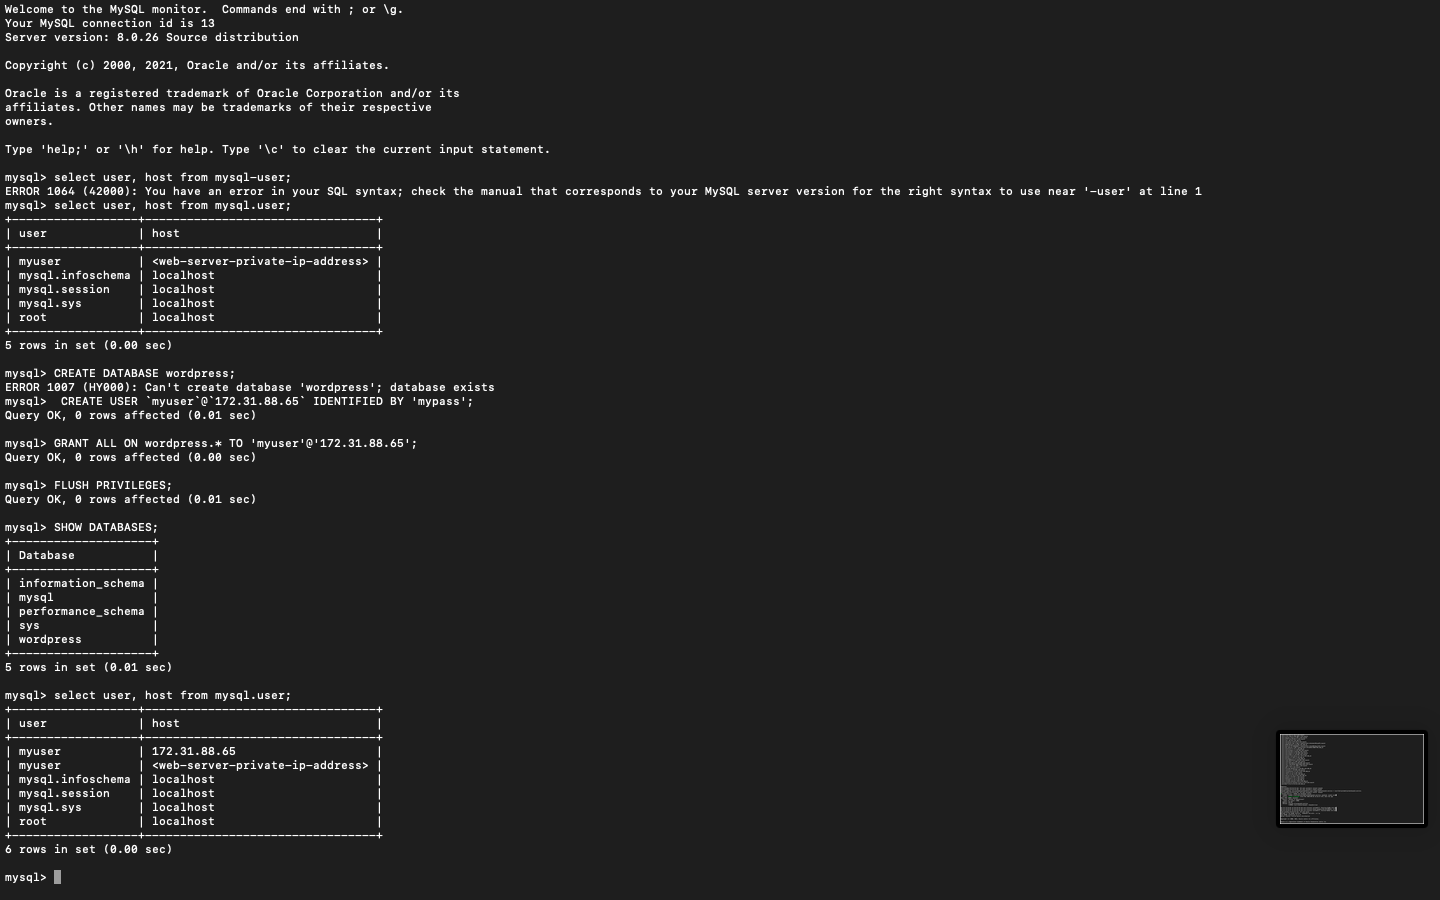 Welcome to the MySQL monitor.  Commands end with ; or \g.
Your MySQL connection id is 13
Server version: 8.0.26 Source distribution
Copyright (c) 2000, 2021, Oracle and/or its affiliates.
Oracle is a registered trademark of Oracle Corporation and/or its
affiliates. Other names may be trademarks of their respective
owners.
Type 'help;' or '\h' for help. Type '\c' to clear the current input statement.
mysql> select user, host from mysql-user;
ERROR 1064 (42000): You have an error in your SQL syntax; check the manual that corresponds to your MySQL server version for the right syntax to use near '-user' at line 1
mysql> select user, host from mysql.user;
+------------------+---------------------------------+
| user             | host                            |
+------------------+---------------------------------+
| myuser           | <web-server-private-ip-address> |
| mysql.infoschema | localhost                       |
| mysql.session    | localhost                       |
| mysql.sys        | localhost                       |
| root             | localhost                       |
+------------------+---------------------------------+
5 rows in set (0.00 sec)
mysql> CREATE DATABASE wordpress;
ERROR 1007 (HY000): Can't create database 'wordpress'; database exists
mysql>  CREATE USER `myuser`@`172.31.88.65` IDENTIFIED BY 'mypass';
Query OK, 0 rows affected (0.01 sec)
mysql> GRANT ALL ON wordpress.* TO 'myuser'@'172.31.88.65';
Query OK, 0 rows affected (0.00 sec)
mysql> FLUSH PRIVILEGES;
Query OK, 0 rows affected (0.01 sec)
mysql> SHOW DATABASES;
+--------------------+
| Database           |
+--------------------+
| information_schema |
| mysql              |
| performance_schema |
| sys                |
| wordpress          |
+--------------------+
5 rows in set (0.01 sec)
mysql> select user, host from mysql.user;
+------------------+---------------------------------+
| user             | host                            |
+------------------+---------------------------------+
| myuser           | 172.31.88.65                    |
| myuser           | <web-server-private-ip-address> |
| mysql.infoschema | localhost                       |
| mysql.session    | localhost                       |
| mysql.sys        | localhost                       |
| root             | localhost                       |
+------------------+---------------------------------+
6 rows in set (0.00 sec)
mysql>